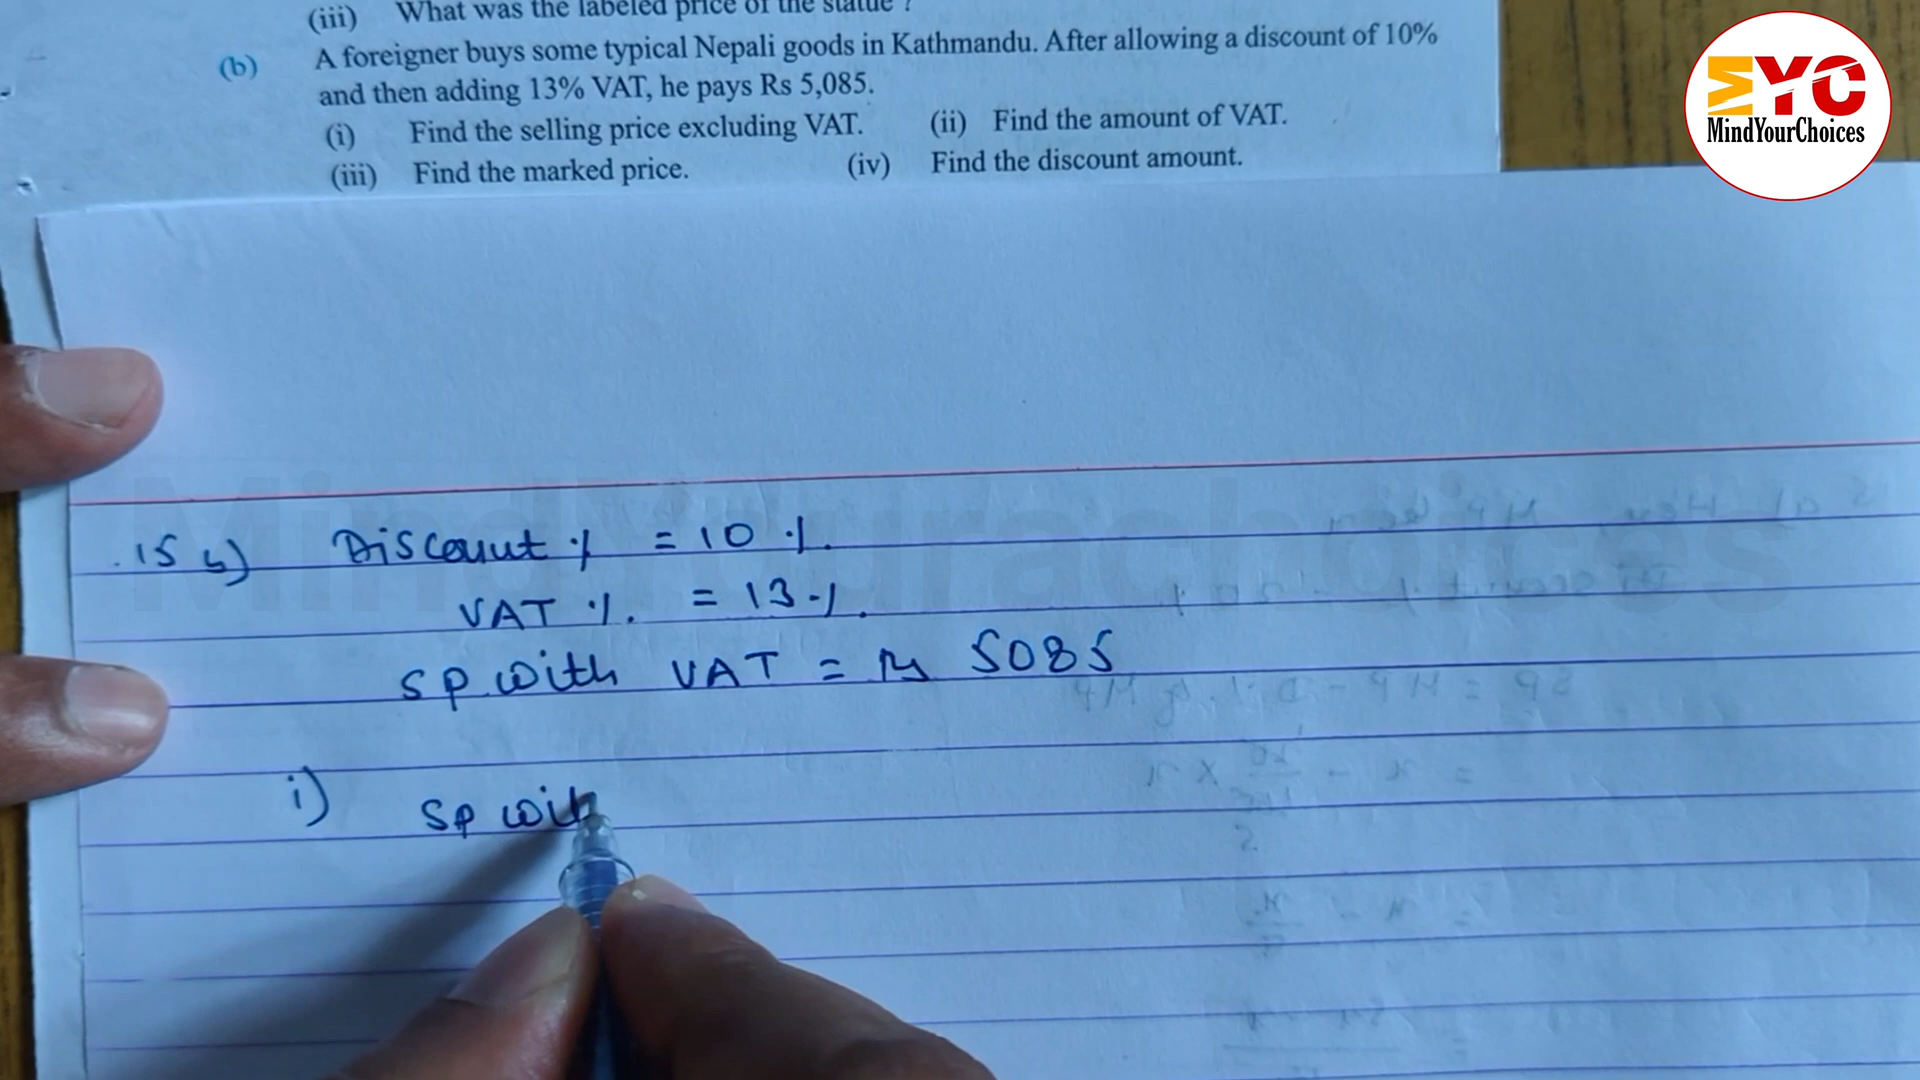 (iii) What was the labeled price of the statue ?
(b) A foreigner buys some typical Nepali goods in Kathmandu. After allowing a discount of 10%
and then adding 13% VAT, he pays Rs 5,085.
(i) Find the selling price excluding VAT. (ii) Find the amount of VAT.
(iii) Find the marked price. (iv) Find the discount amount.
MYC
MindYourChoices
MindYourachoices
15 b) Discount % = 10 %.
VAT %. = 13 %.
SP with VAT = Rs 5085
i) SP with